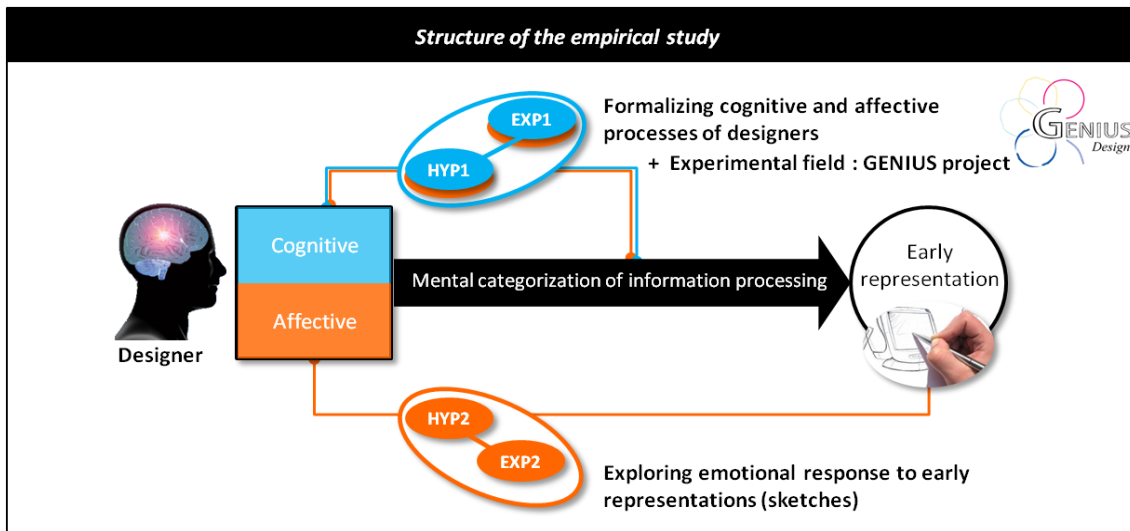 Structure of the empirical study
EXP1
HYP1
Formalizing cognitive and affective
processes of designers
+ Experimental field : GENIUS project
GENIUS
Design
Cognitive
Affective
Designer
Mental categorization of information processing
Early
representation
HYP2
EXP2
Exploring emotional response to early
representations (sketches)